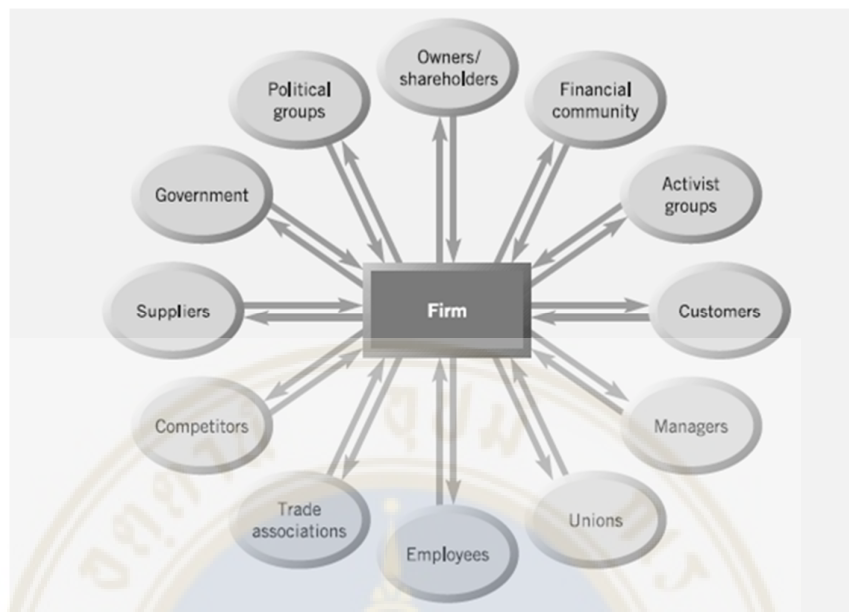 Owners/
shareholders
Political
groups
Financial
community
Government
Activist
groups
Suppliers
Firm
Customers
Competitors
Managers
Trade
associations
Unions
Employees